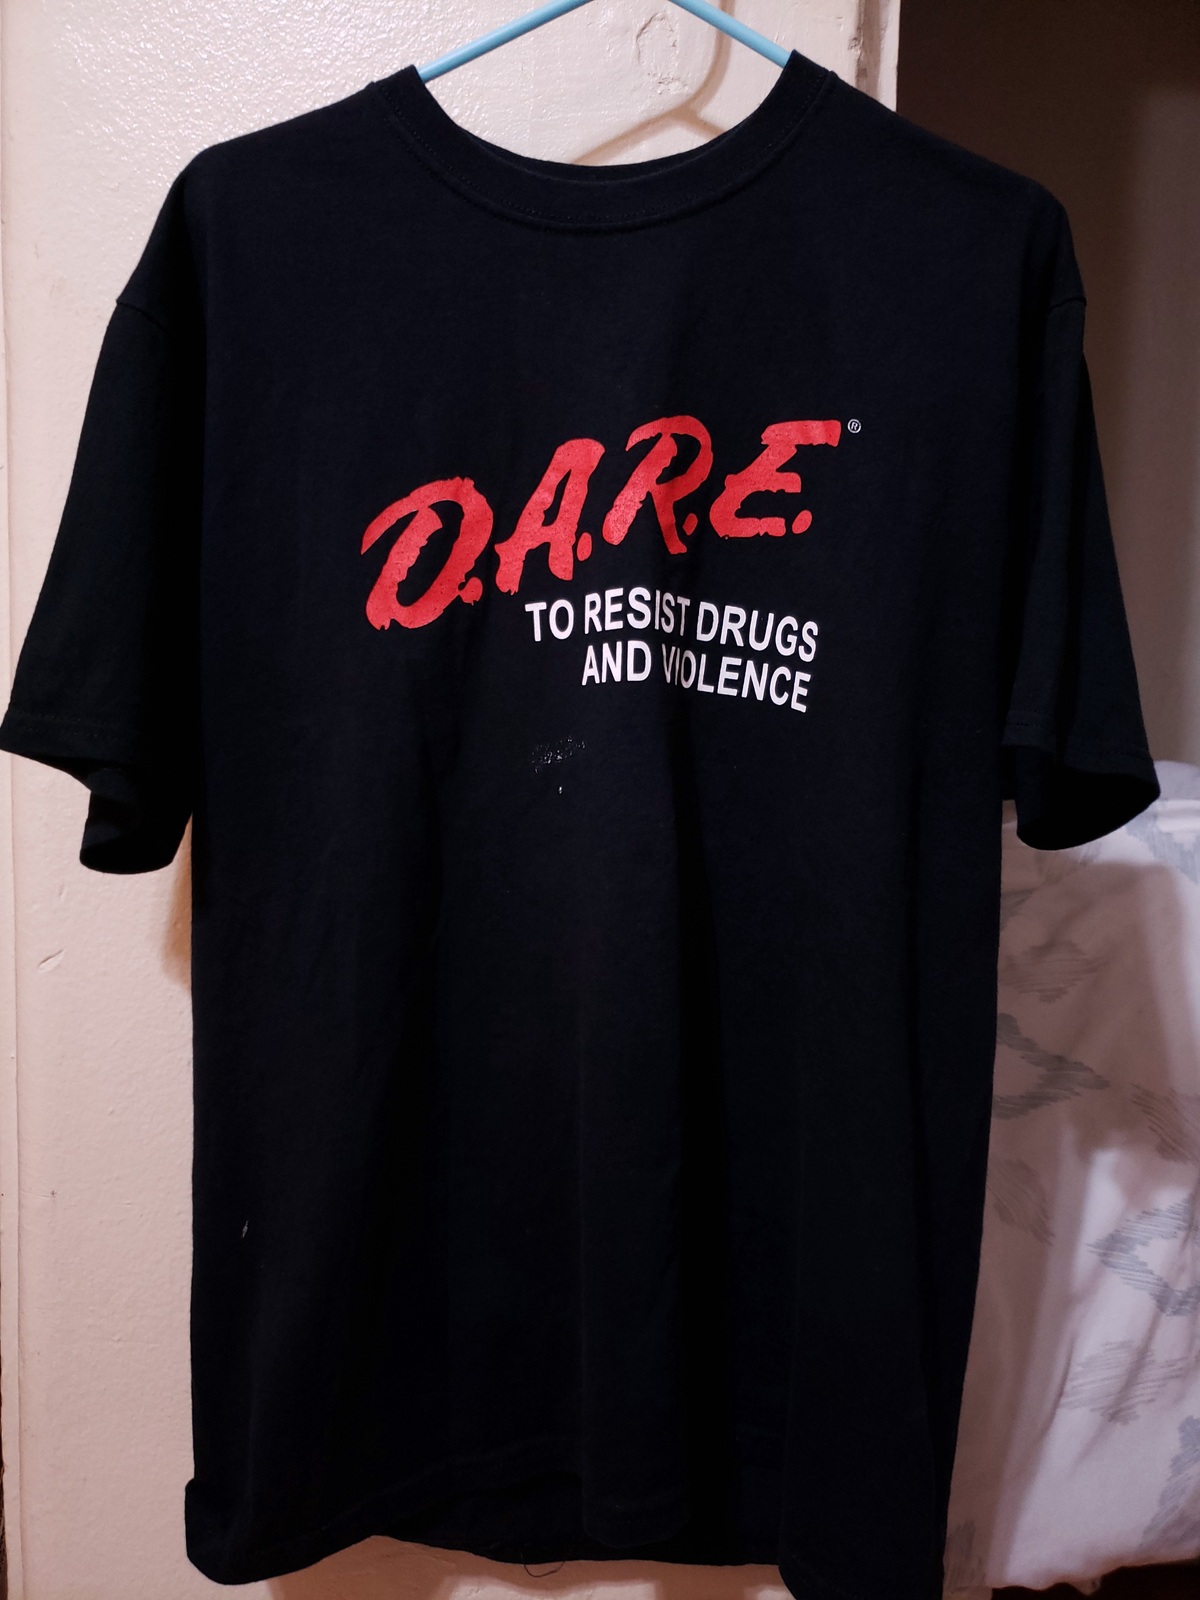 D.A.R.E.®
TO RESIST DRUGS
AND VIOLENCE